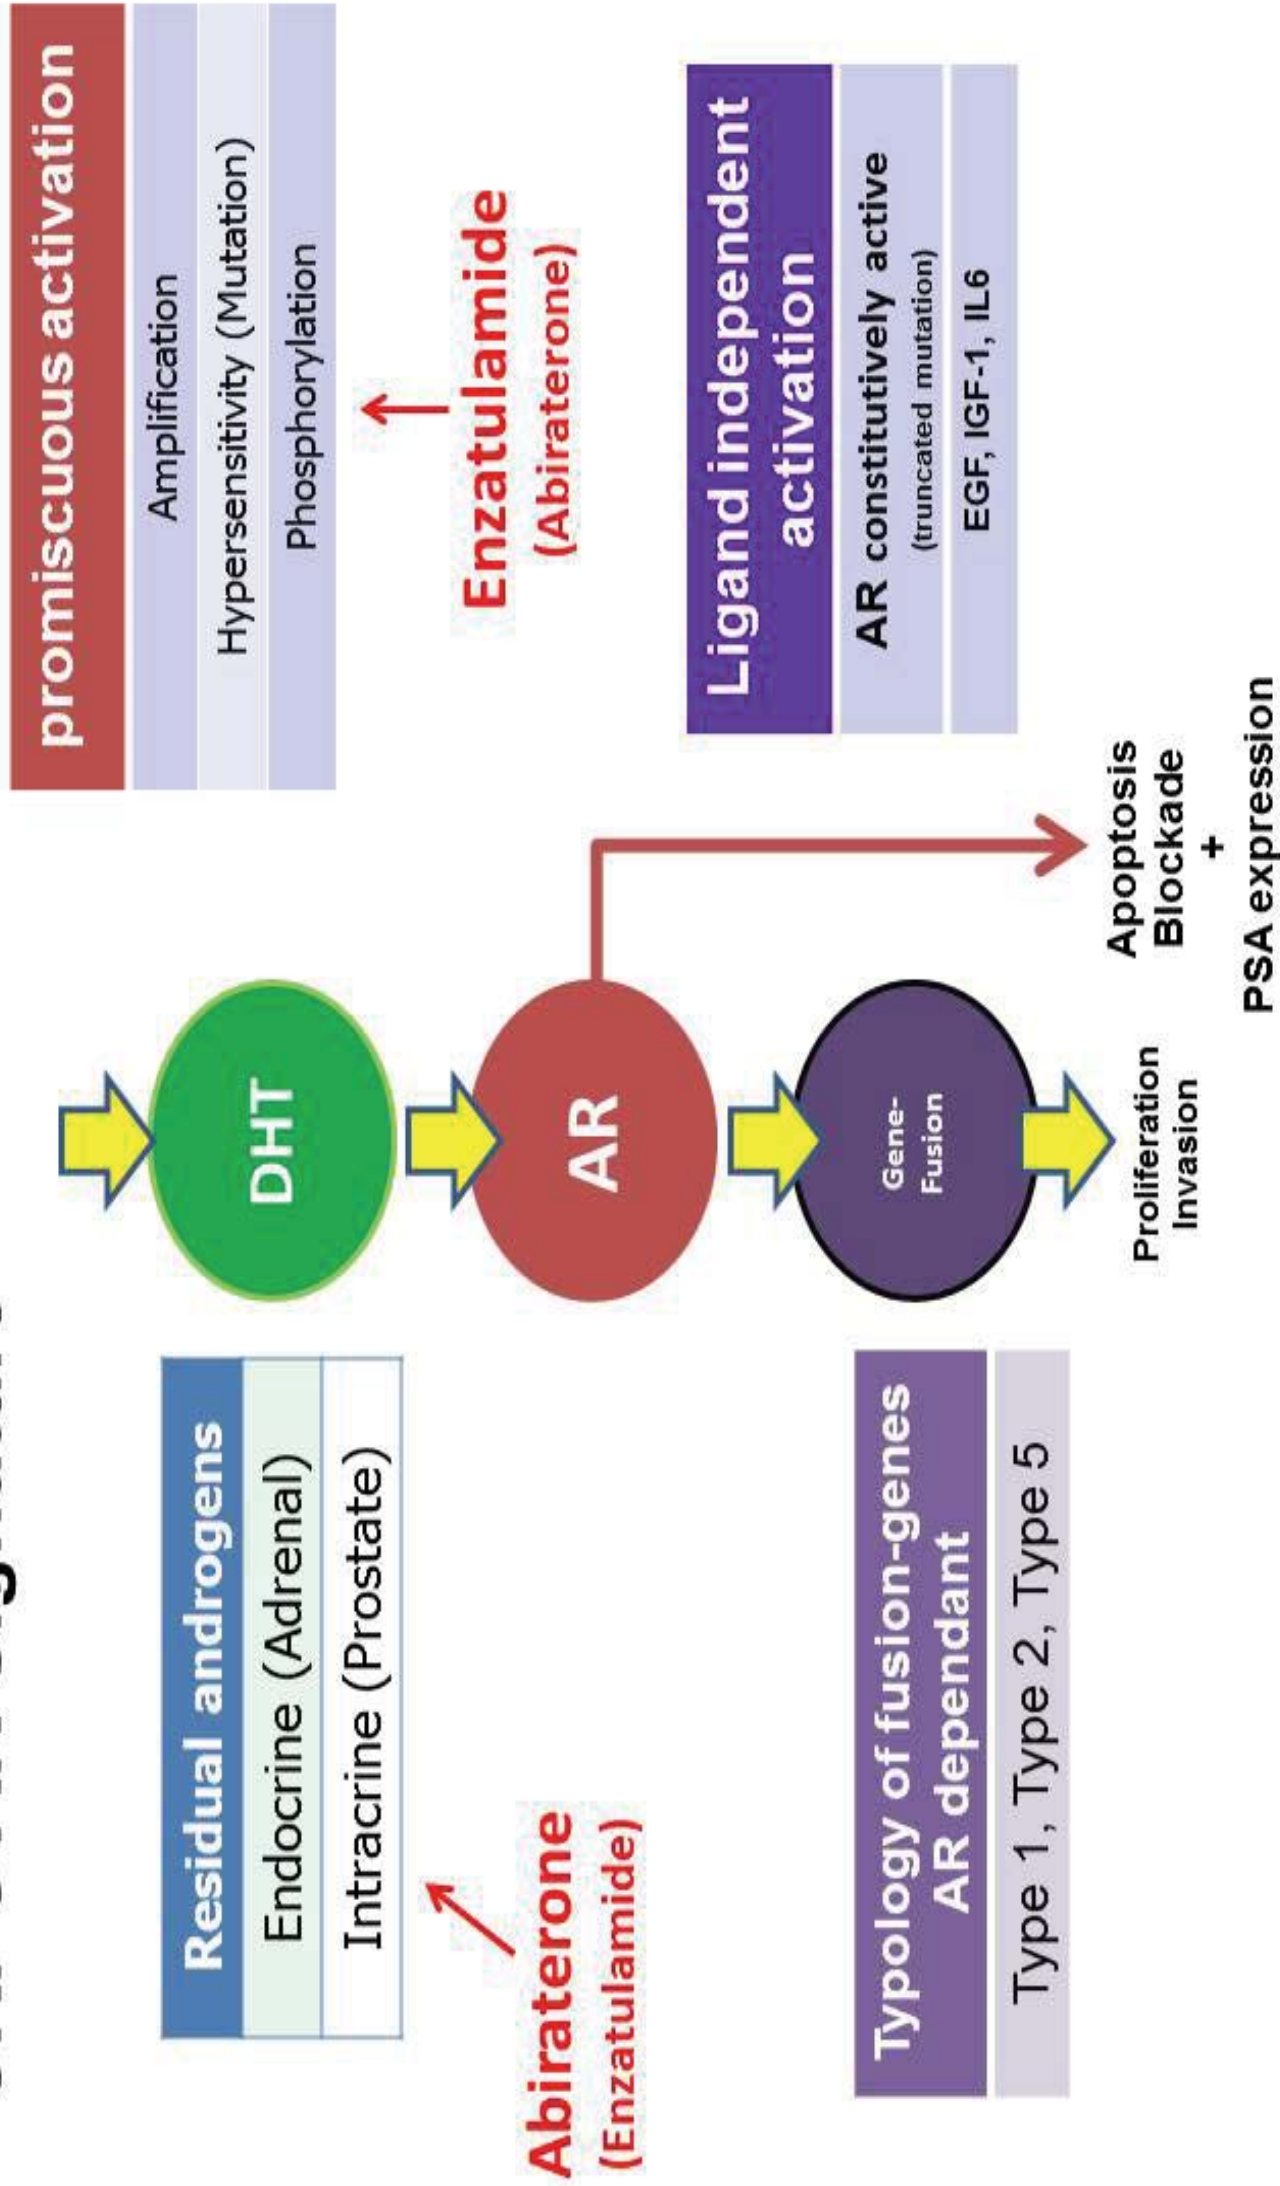 promiscuous activation
Amplification
Hypersensitivity (Mutation)
Phosphorylation
Enzatulamide
(Abiraterone)
Residual androgens
Endocrine (Adrenal)
Intracrine (Prostate)
Abiraterone
(Enzatulamide)
DHT
AR
Gene-
Fusion
Proliferation
Invasion
Ligand independent
activation
AR constitutively active
(truncated mutation)
EGF, IGF-1, IL6
Apoptosis
Blockade
+
PSA expression
Typology of fusion-genes
AR dependant
Type 1, Type 2, Type 5